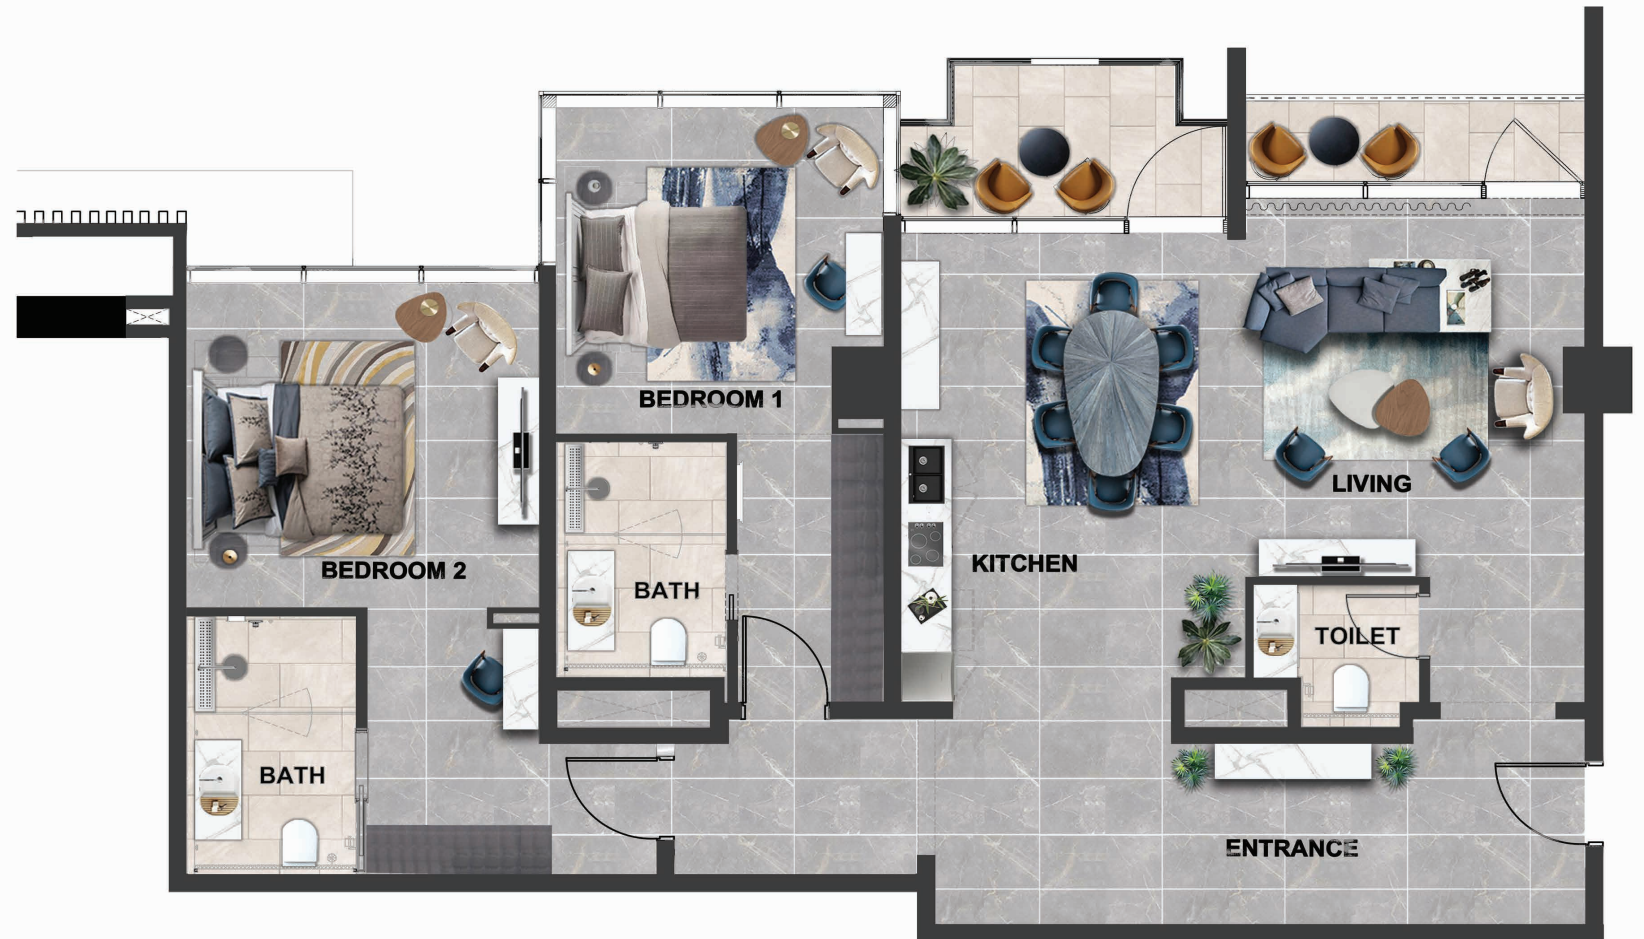 BEDROOM 1
LIVING
KITCHEN
BEDROOM 2
BATH
TOILET
BATH
ENTRANCE